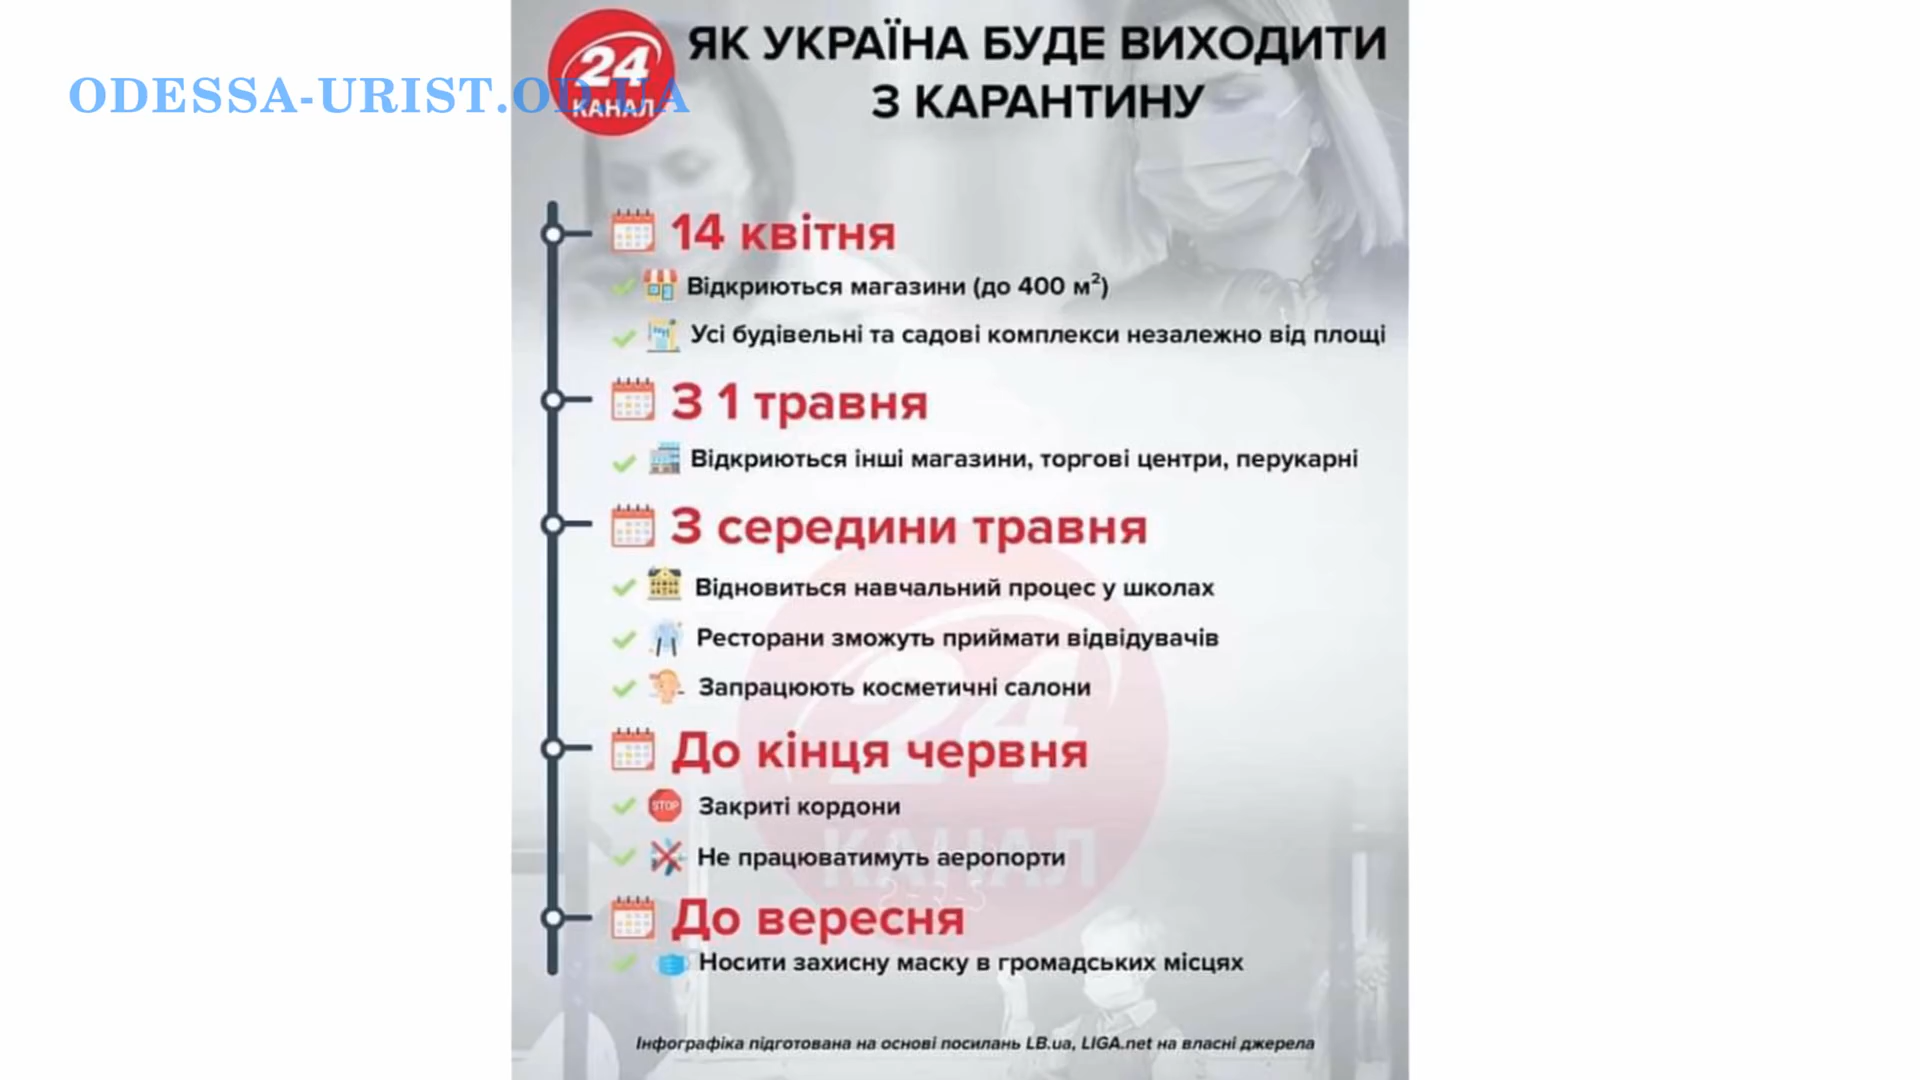 ODESSA-URIST.OD.UA
24
КАНАЛ
ЯК УКРАЇНА БУДЕ ВИХОДИТИ
З КАРАНТИНУ
14 квітня
Відкриються магазини (до 400 м²)
Усі будівельні та садові комплекси незалежно від площі
З 1 травня
Відкриються інші магазини, торгові центри, перукарні
З середини травня
Відновиться навчальний процес у школах
Ресторани зможуть приймати відвідувачів
Запрацюють косметичні салони
До кінця червня
STOP Закриті кордони
Не працюватимуть аеропорти
До вересня
Носити захисну маску в громадських місцях
24
КАНАЛ
Інфографіка підготована на основі посилань LB.ua, LIGA.net на власні джерела